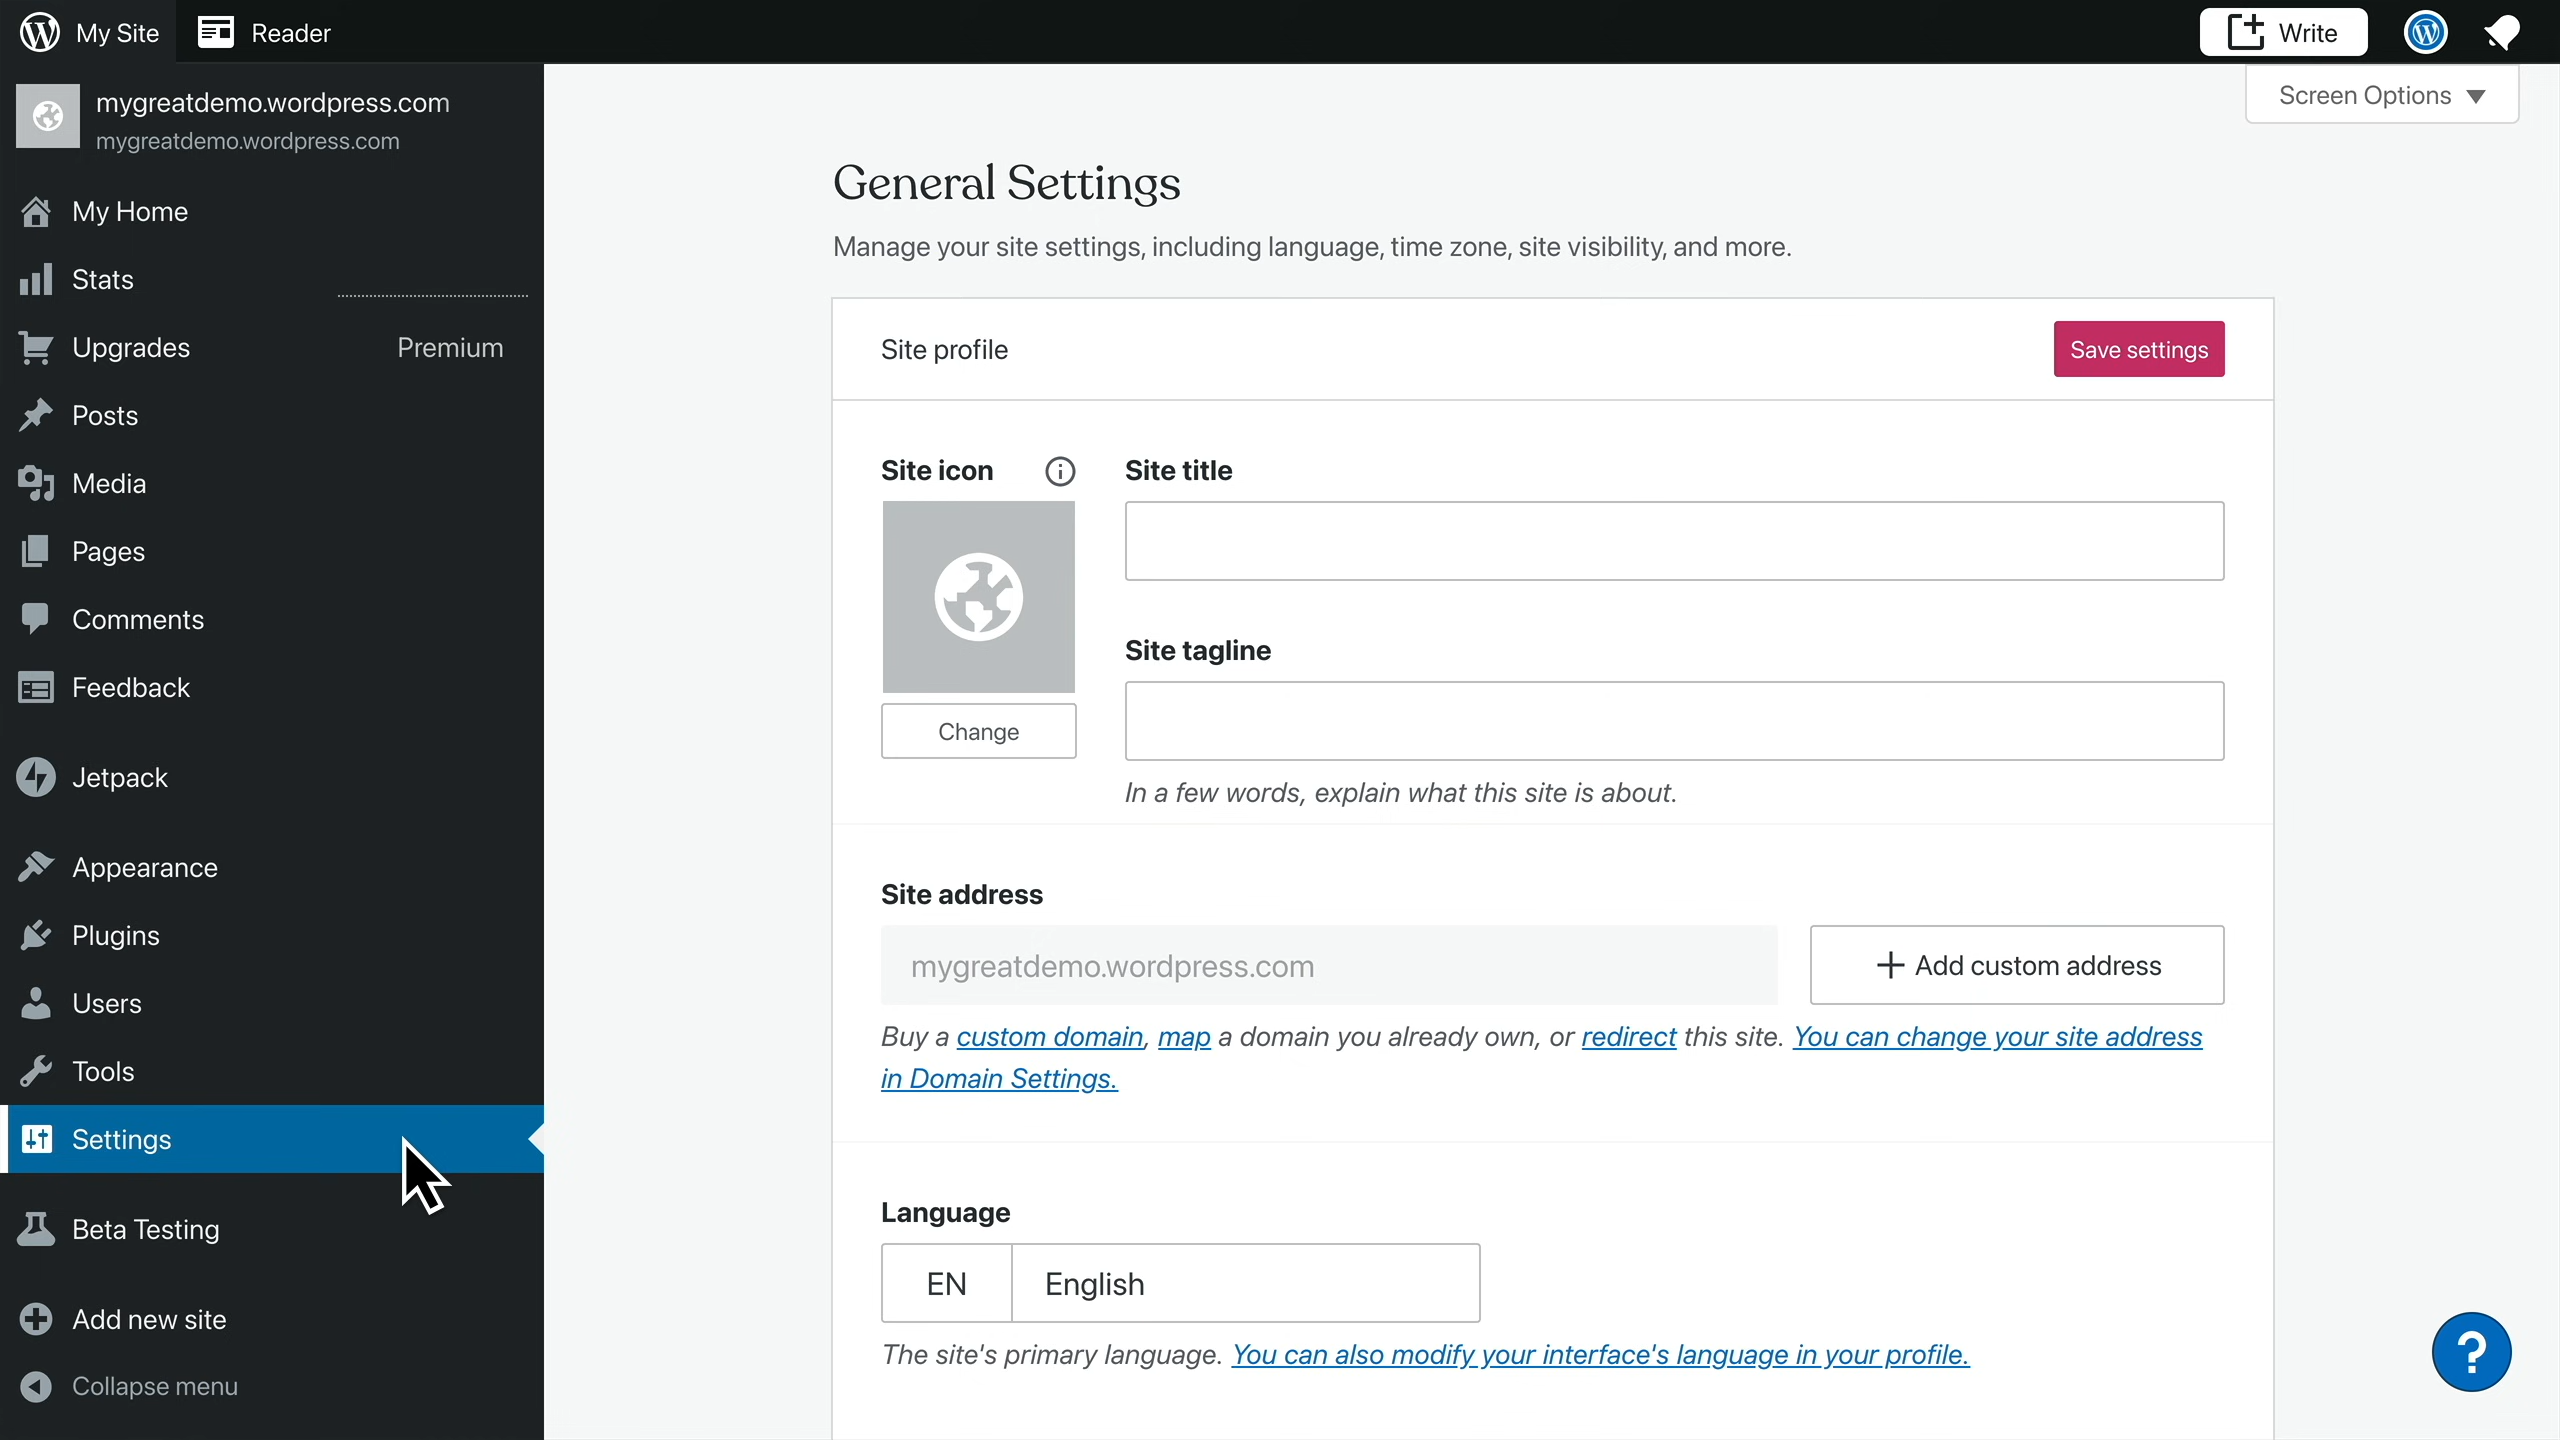 My Site
Reader
Write
mygreatdemo.wordpress.com
mygreatdemo.wordpress.com
My Home
Stats
Upgrades Premium
Posts
Media
Pages
Comments
Feedback
Jetpack
Appearance
Plugins
Users
Tools
Settings
Beta Testing
Add new site
Collapse menu
Screen Options
General Settings
Manage your site settings, including language, time zone, site visibility, and more.
Site profile
Save settings
Site icon
Change
Site title
Site tagline
In a few words, explain what this site is about.
Site address
mygreatdemo.wordpress.com
Add custom address
Buy a custom domain, map a domain you already own, or redirect this site. You can change your site address
in Domain Settings.
Language
EN English
The site's primary language. You can also modify your interface's language in your profile.
?